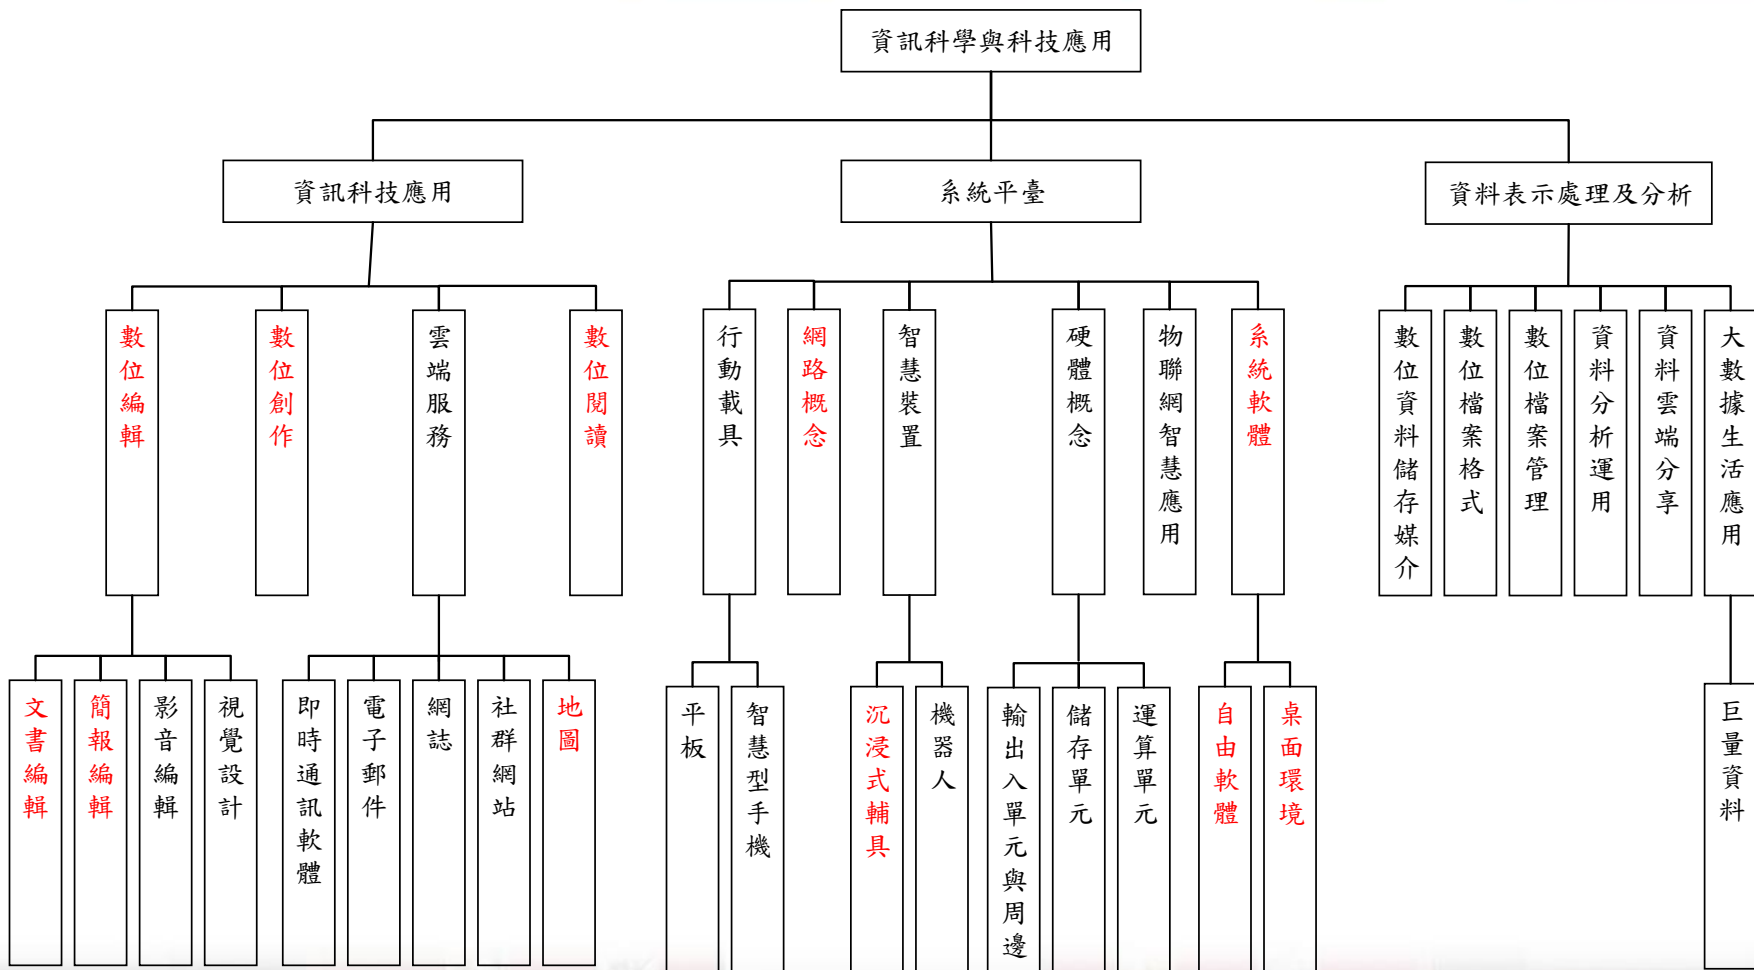 資訊科學與科技應用
資訊科技應用
系統平臺
資料表示處理及分析
數位編輯
數位創作
雲端服務
數位閱讀
行動載具
網路概念
智慧裝置
硬體概念
物聯網智慧應用
系統軟體
數位資料儲存媒介
數位檔案格式
數位檔案管理
資料分析運用
資料雲端分享
大數據生活應用
文書編輯
簡報編輯
影音編輯
視覺設計
即時通訊軟體
電子郵件
網誌
社群網站
地圖
平板
智慧型手機
沉浸式輔具
機器人
輸出入單元與周邊
儲存單元
運算單元
自由軟體
桌面環境
巨量資料